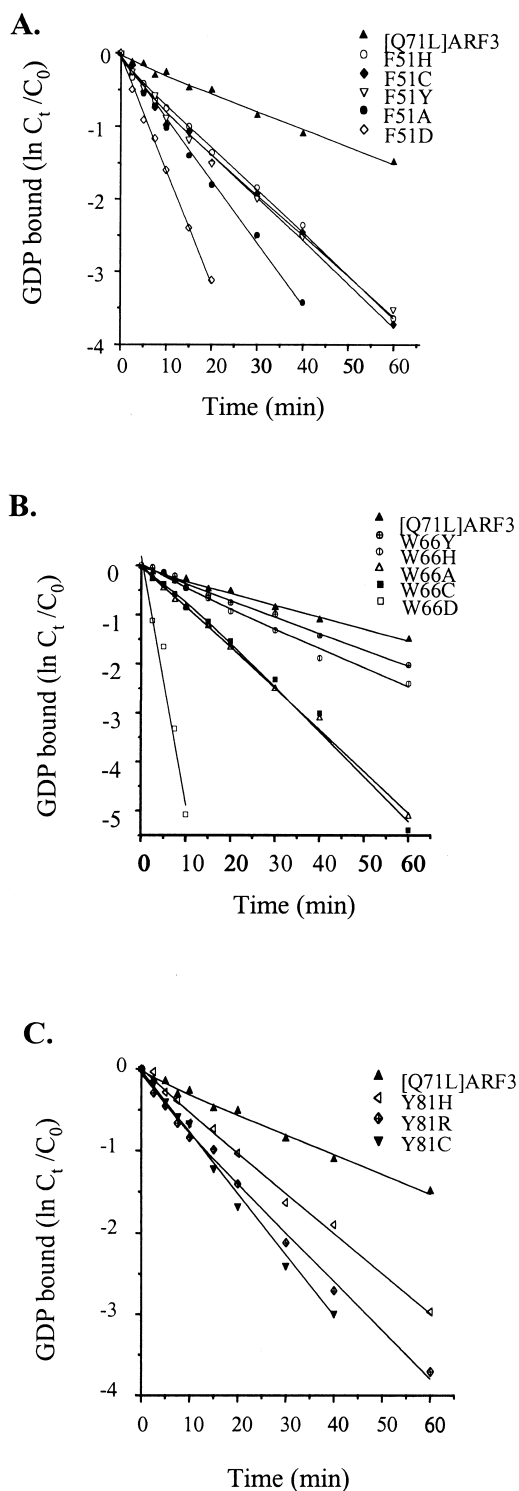 A.
[Q71L]ARF3
F51H
F51C
F51Y
F51A
F51D
GDP bound (ln Ct /C0)
0
-1
-2
-3
-4
0 10 20 30 40 50 60
Time (min)
B.
[Q71L]ARF3
W66Y
W66H
W66A
W66C
W66D
GDP bound (ln Ct /C0)
0
-1
-2
-3
-4
-5
0 10 20 30 40 50 60
Time (min)
C.
[Q71L]ARF3
Y81H
Y81R
Y81C
GDP bound (ln Ct /C0)
0
-1
-2
-3
-4
0 10 20 30 40 50 60
Time (min)